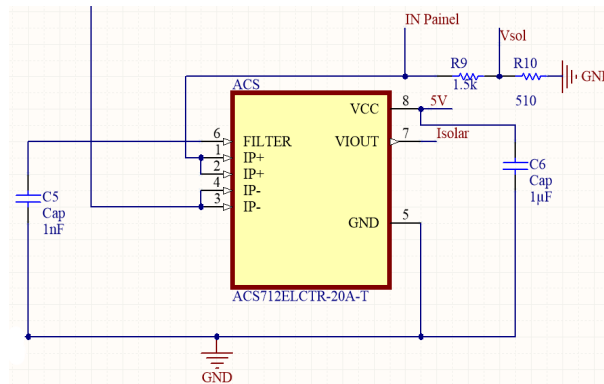 IN Painel
Vsol
R9
R10
1.5k
510
GND
ACS
VCC
8
5V
6
FILTER
VIOUT
7
Isolar
1
IP+
2
IP+
4
IP-
3
IP-
GND
5
C5
Cap
1nF
C6
Cap
1µF
ACS712ELCTR-20A-T
GND